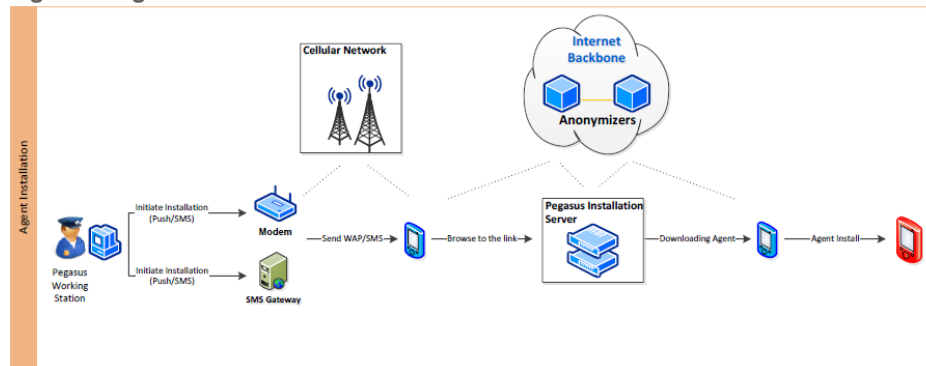 Cellular Network
Internet
Backbone
Anonymizers
Agent Installation
Initiate Installation
(Push/SMS)
Modem
Pegasus Installation
Server
Send WAP/SMS
Browse to the link
Downloading Agent
Agent Install
Pegasus
Working
Station
Initiate Installation
(Push/SMS)
SMS Gateway